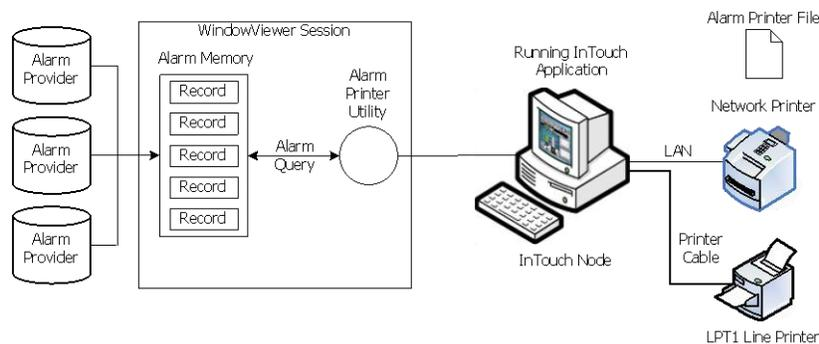 WindowViewer Session
Alarm Printer File
Alarm
Provider
Alarm
Provider
Alarm
Provider
Alarm Memory
Record
Record
Record
Record
Record
Alarm
Query
Alarm
Printer
Utility
Running InTouch
Application
InTouch Node
Network Printer
LAN
Printer
Cable
LPT1 Line Printer